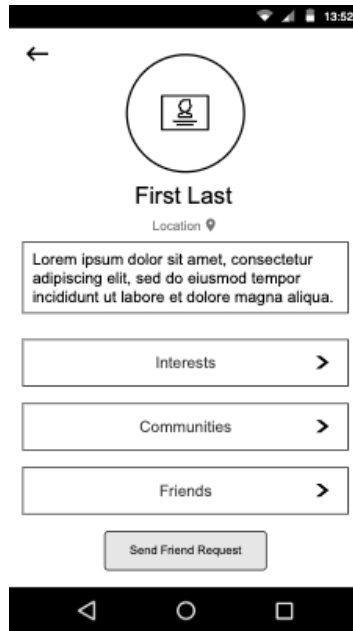 13:52
First Last
Location
Lorem ipsum dolor sit amet, consectetur
adipiscing elit, sed do eiusmod tempor
incididunt ut labore et dolore magna aliqua.
Interests
Communities
Friends
Send Friend Request